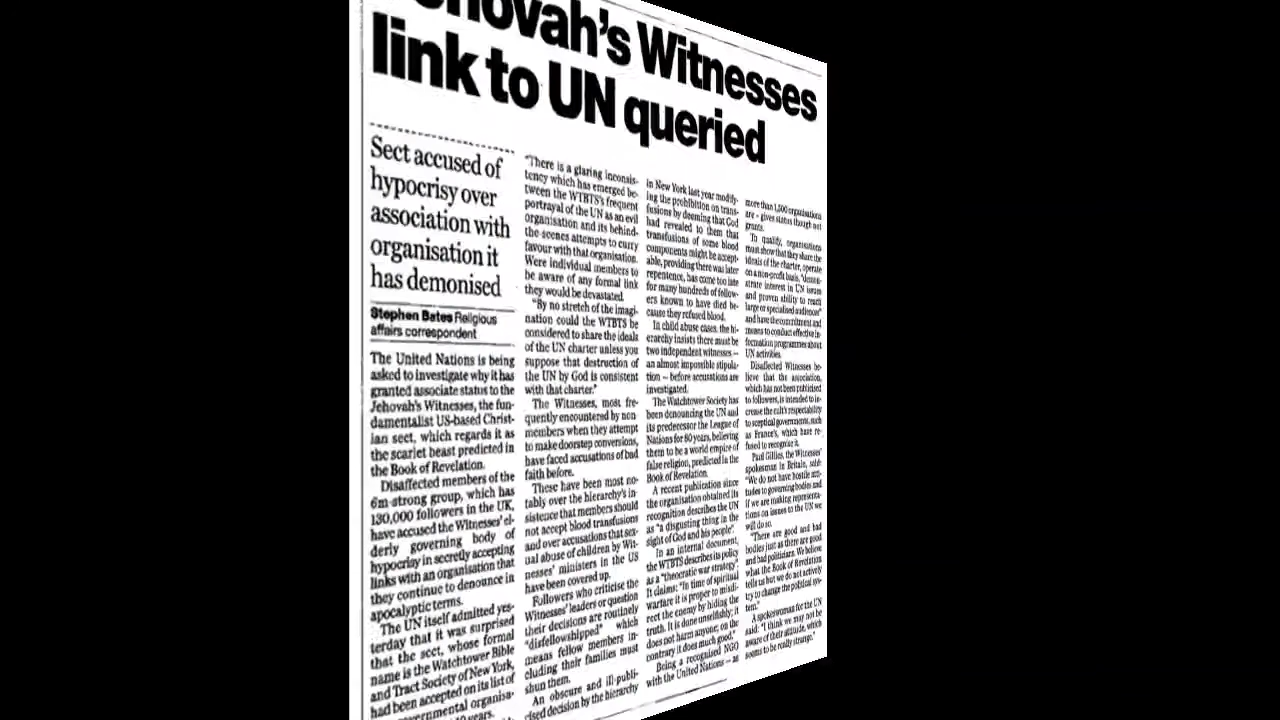 Jehovah's Witnesses
link to UN queried
Sect accused of
hypocrisy over
association with
organisation it
has demonised
Stephen Bates Religious
affairs correspondent
The United Nations is being
asked to investigate why it has
granted associate status to the
Jehovah's Witnesses, the fun-
damentalist US-based Christ-
ian sect, which regards it as
the scarlet beast predicted in
the Book of Revelation.
Disaffected members of the
6m-strong group, which has
130,000 followers in the UK,
have accused the Witnesses' el-
derly governing body of
hypocrisy in secretly accepting
links with an organisation that
they continue to denounce in
apocalyptic terms.
The UN itself admitted yes-
terday that it was surprised
that the sect, whose formal
name is the Watchtower Bible
and Tract Society of New York,
had been accepted on its list of
governmental organisa-
years.
"There is a glaring inconsis-
tency which has emerged be-
tween the WTBTS's frequent
portrayal of the UN as an evil
organisation and its behind-
the-scenes attempts to curry
favour with that organisation.
Were individual members to
be aware of any formal link
they would be devastated.
"By no stretch of the imagi-
nation could the WTBTS be
considered to share the ideals
of the UN charter unless you
suppose that destruction of
the UN by God is consistent
with that charter."
The Witnesses, most fre-
quently encountered by non
members when they attempt
to make doorstep conversions,
have faced accusations of bad
faith before.
These have been most no-
tably over the hierarchy's in-
sistence that members should
not accept blood transfusions
and over accusations that sex-
ual abuse of children by Wit-
nesses' ministers in the US
have been covered up.
Followers who criticise the
Witnesses' leaders or question
their decisions are routinely
"disfellowshipped" which
means fellow members in-
cluding their families must
shun them.
An obscure and ill-publi-
cised decision by the hierarchy
in New York last year modify-
ing the prohibition on trans-
fusions by deeming that God
had revealed to them that
transfusions of some blood
components might be accept-
able, providing there was later
repentence, has come too late
for many hundreds of follow-
ers known to have died be-
cause they refused blood.
In child abuse cases, the hi-
erarchy insists there must be
two independent witnesses –
an almost impossible stipula-
tion – before accusations are
investigated.
The Watchtower Society has
been denouncing the UN and
its predecessor the League of
Nations for 80 years, believing
them to be a world empire of
false religion, predicted in the
Book of Revelation.
A recent publication since
the organisation obtained its
recognition describes the UN
as "a disgusting thing in the
sight of God and his people".
In an internal document,
the WTBTS describes its policy
as a "theocratic war strategy".
It claims: "In time of spiritual
warfare it is proper to misdi-
rect the enemy by hiding the
truth. It is done unselfishly; it
does not harm anyone; on the
contrary it does much good."
Being a recognised NGO
with the United Nations – as
more than 1,500 organisations
are – gives status though not
grants.
To qualify, organisations
must show that they share the
ideals of the charter, operate
on a non-profit basis, "demon-
strate interest in UN issues
and proven ability to reach
large or specialised audiences"
and have the commitment and
means to conduct effective in-
formation programmes about
UN activities.
Disaffected Witnesses be-
lieve that the association,
which has not been publicised
to followers, is intended to in-
crease the cult's respectability
to sceptical governments, such
as France's, which have re-
fused to recognise it.
Paul Gillies, the Witnesses'
spokesman in Britain, said:
"We do not have hostile atti-
tudes to governing bodies and
if we are making representa-
tions on issues to the UN we
will do so.
"There are good and bad
bodies just as there are good
and bad politicians. We believe
what the Book of Revelation
tells us but we do not actively
try to change the political sys-
tem."
A spokeswoman for the UN
said: "I think we may not be
aware of their attitude, which
seems to be really strange."